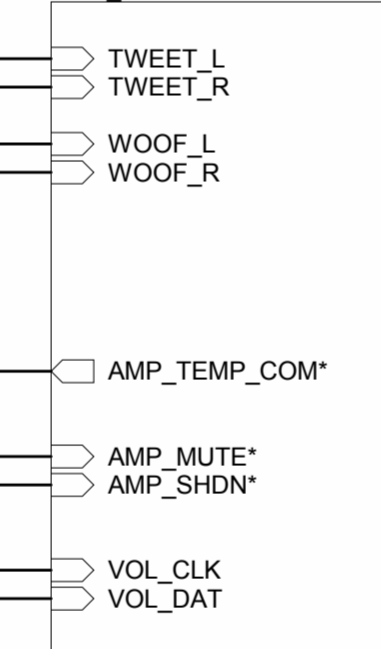 TWEET_L
TWEET_R
WOOF_L
WOOF_R
AMP_TEMP_COM*
AMP_MUTE*
AMP_SHDN*
VOL_CLK
VOL_DAT